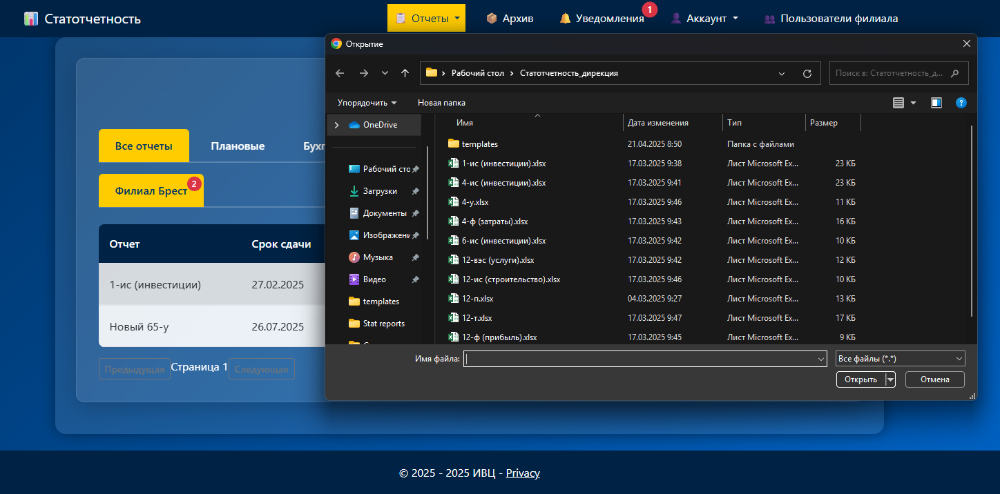 Статотчетность
Отчеты
Архив
Уведомления
1
Аккаунт
Пользователи филиала
Открытие
Рабочий стол
Статотчетность_дирекция
Поиск в: Статотчетность_д...
Упорядочить
Новая папка
?
OneDrive
Рабочий сто
Загрузки
Документы
Изображени
Музыка
Видео
templates
Stat reports
Имя Дата изменения Тип Размер
templates 21.04.2025 8:50 Папка с файлами
1-ис (инвестиции).xlsx 17.03.2025 9:38 Лист Microsoft Ex... 23 КБ
4-ис (инвестиции).xlsx 17.03.2025 9:41 Лист Microsoft Ex... 23 КБ
4-у.xlsx 17.03.2025 9:46 Лист Microsoft Ex... 11 КБ
4-ф (затраты).xlsx 17.03.2025 9:43 Лист Microsoft Ex... 16 КБ
6-ис (инвестиции).xlsx 17.03.2025 9:42 Лист Microsoft Ex... 10 КБ
12-вэс (услуги).xlsx 17.03.2025 9:42 Лист Microsoft Ex... 12 КБ
12-ис (строительство).xlsx 17.03.2025 9:46 Лист Microsoft Ex... 10 КБ
12-п.xlsx 04.03.2025 9:27 Лист Microsoft Ex... 13 КБ
12-т.xlsx 17.03.2025 9:47 Лист Microsoft Ex... 17 КБ
12-ф (прибыль).xlsx 17.03.2025 9:45 Лист Microsoft Ex... 9 КБ
Имя файла:
Все файлы (*.*)
Открыть
Отмена
Все отчеты
Плановые
Бухг
Филиал Брест
2
Отчет Срок сдачи
1-ис (инвестиции) 27.02.2025
Новый 65-у 26.07.2025
Предыдущая Страница 1 Следующая
© 2025 - 2025 ИВЦ - Privacy